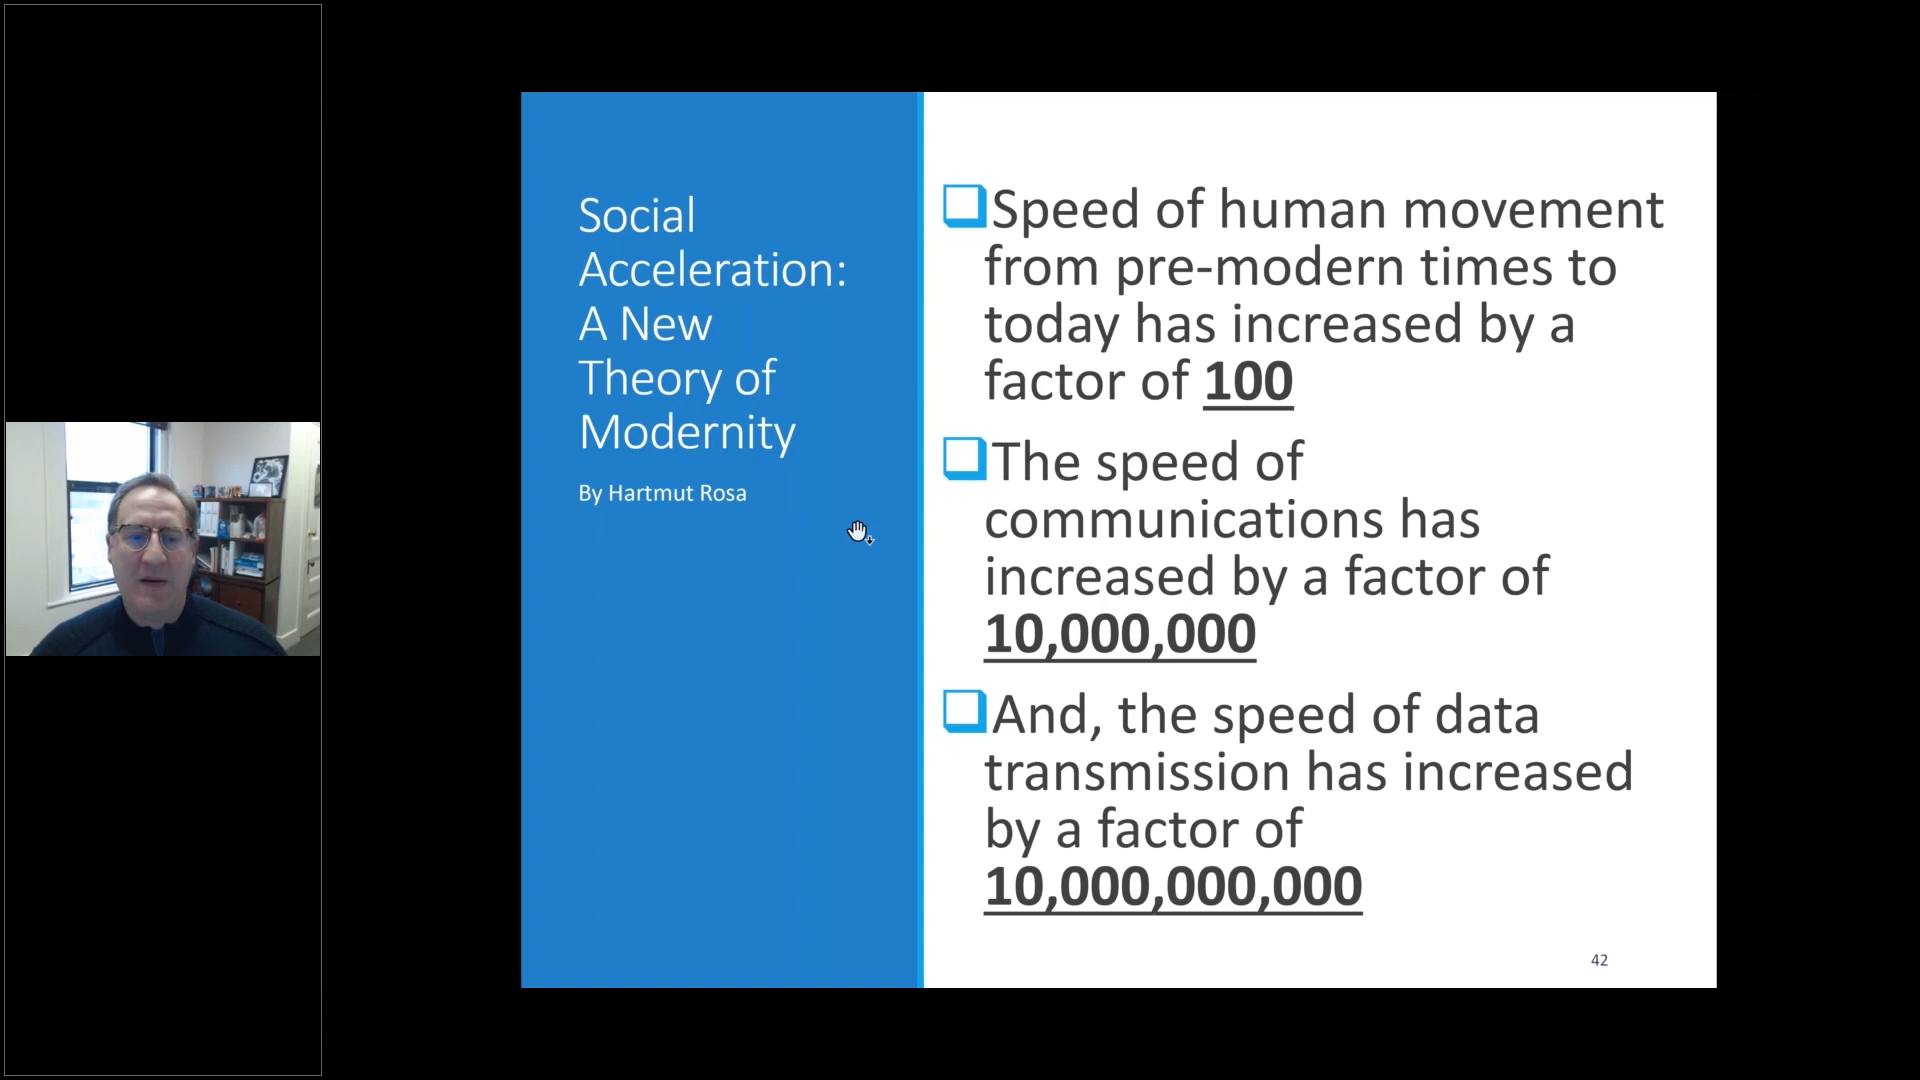 Social
Acceleration:
A New
Theory of
Modernity
By Hartmut Rosa
Speed of human movement
from pre-modern times to
today has increased by a
factor of 100
The speed of
communications has
increased by a factor of
10,000,000
And, the speed of data
transmission has increased
by a factor of
10,000,000,000
42